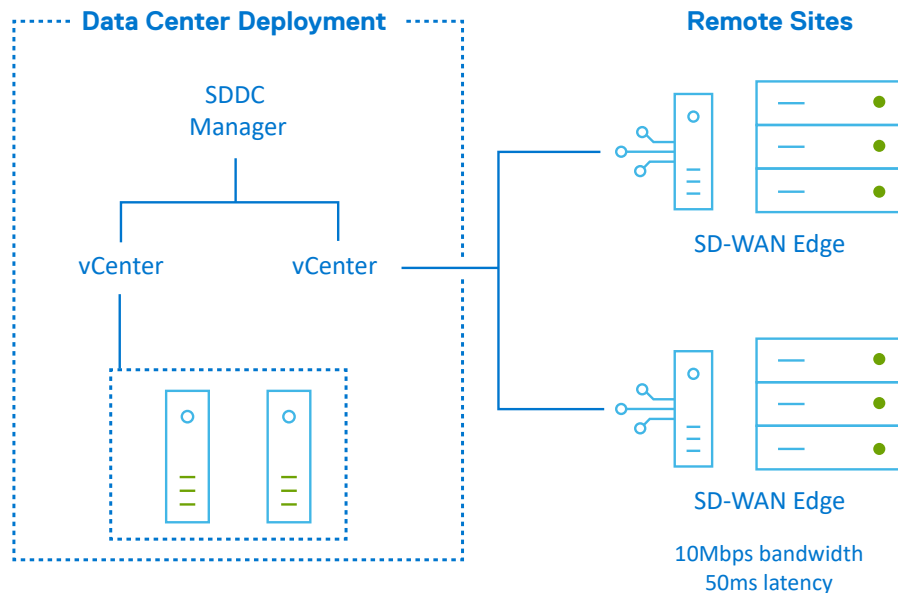 Data Center Deployment
Remote Sites
SDDC
Manager
vCenter
vCenter
SD-WAN Edge
SD-WAN Edge
10Mbps bandwidth
50ms latency